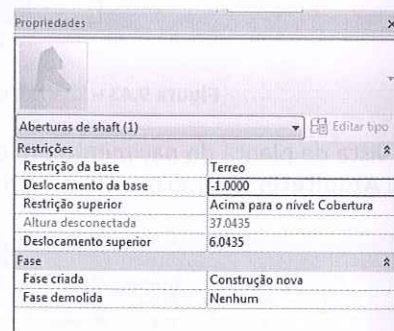 Propriedades
Aberturas de shaft (1)
Editar tipo
Restrições
Restrição da base Terreo
Deslocamento da base -1.0000
Restrição superior Acima para o nível: Cobertura
Altura desconectada 37.0435
Deslocamento superior 6.0435
Fase
Fase criada Construção nova
Fase demolida Nenhum